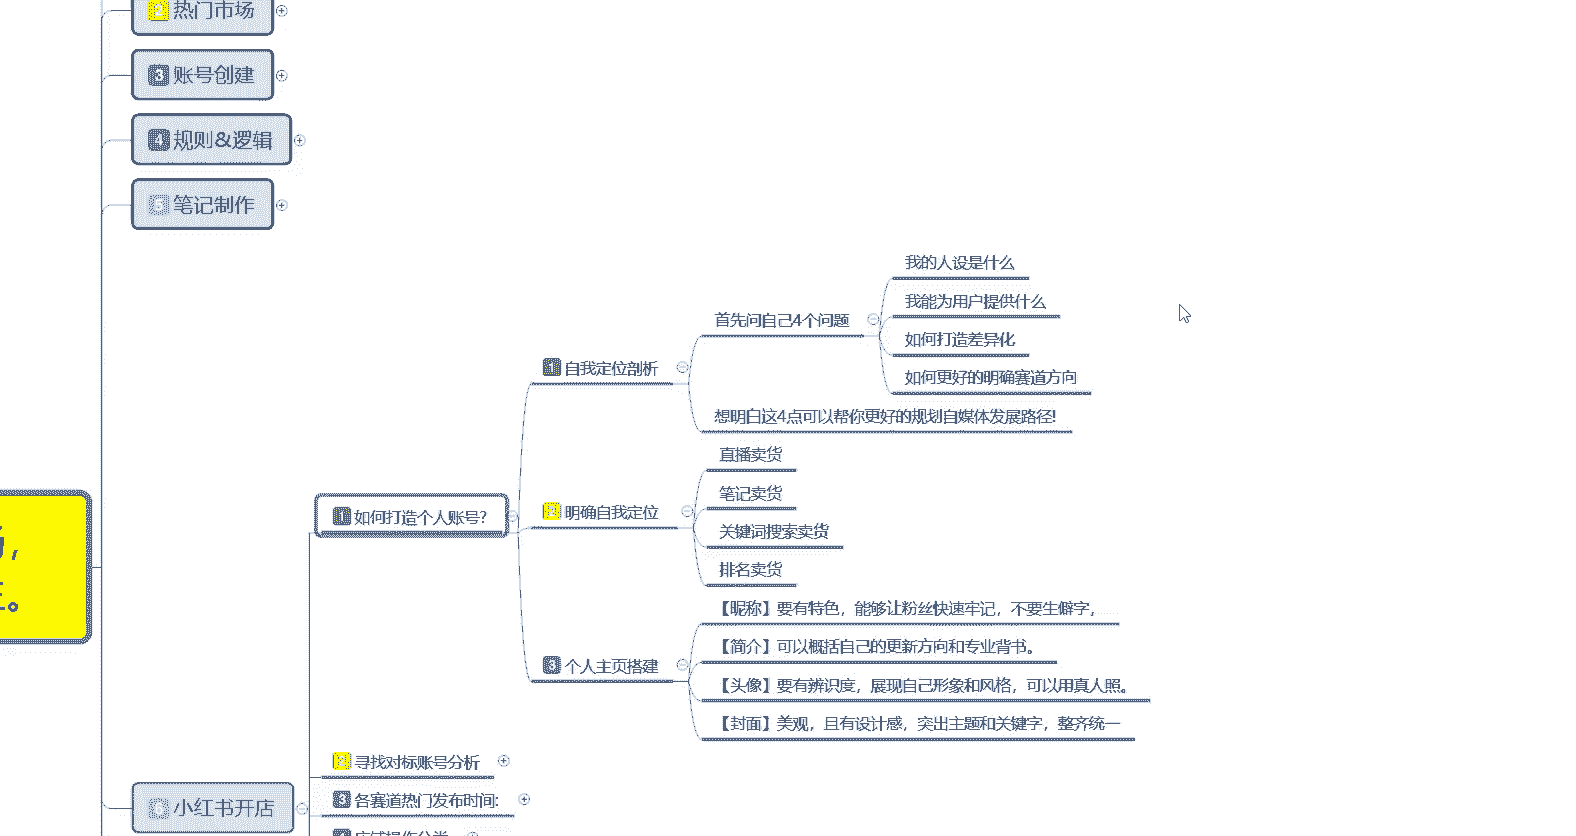 2 热门市场
3 账号创建
4 规则&逻辑
5 笔记制作
我的人设是什么
我能为用户提供什么
首先问自己4个问题
如何打造差异化
如何更好的明确赛道方向
1 自我定位剖析
想明白这4点可以帮你更好的规划自媒体发展路径!
直播卖货
笔记卖货
1 如何打造个人账号?
2 明确自我定位
关键词搜索卖货
排名卖货
【昵称】要有特色，能够让粉丝快速牢记，不要生僻字，
【简介】可以概括自己的更新方向和专业背书。
3 个人主页搭建
【头像】要有辨识度，展现自己形象和风格，可以用真人照。
【封面】美观，且有设计感，突出主题和关键字，整齐统一
2 寻找对标账号分析
3 各赛道热门发布时间:
6 小红书开店